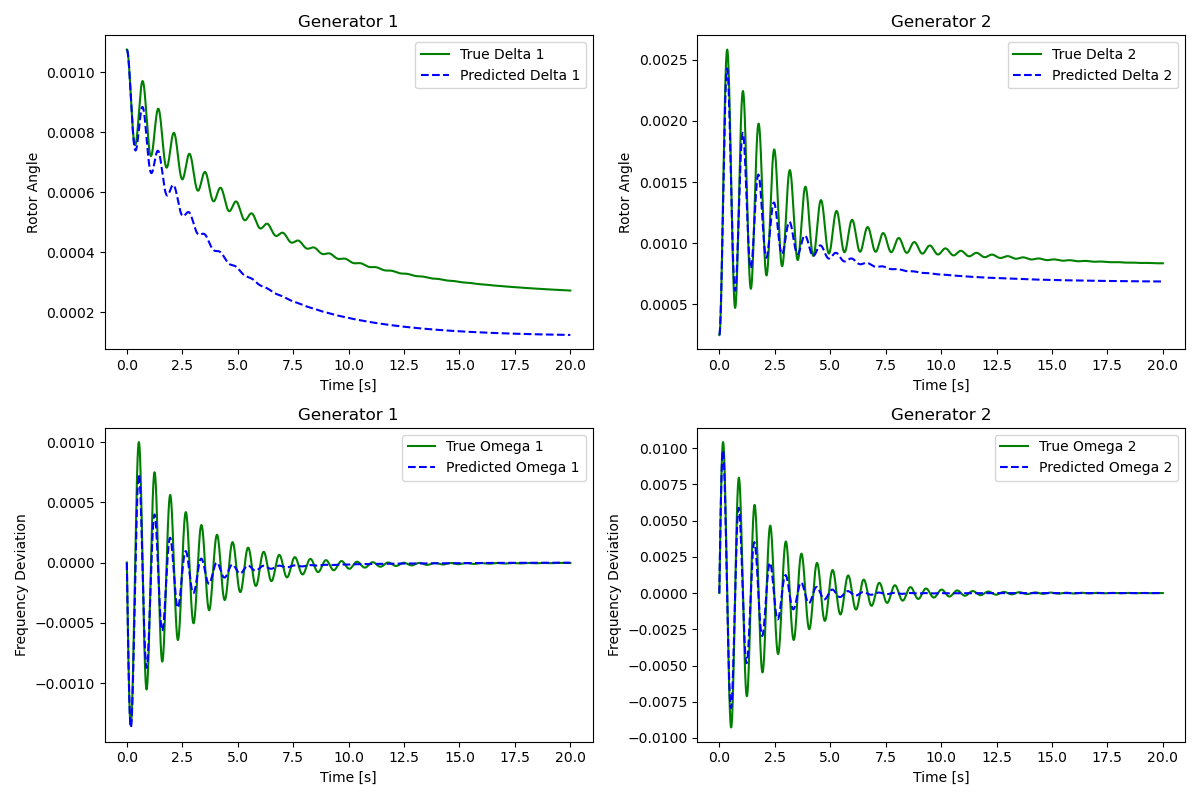 Generator 1
True Delta 1
Predicted Delta 1
0.0010
0.0008
0.0006
0.0004
0.0002
Rotor Angle
0.0 2.5 5.0 7.5 10.0 12.5 15.0 17.5 20.0
Time [s]
Generator 2
True Delta 2
Predicted Delta 2
0.0025
0.0020
0.0015
0.0010
0.0005
Rotor Angle
0.0 2.5 5.0 7.5 10.0 12.5 15.0 17.5 20.0
Time [s]
Generator 1
True Omega 1
Predicted Omega 1
0.0010
0.0005
0.0000
−0.0005
−0.0010
Frequency Deviation
0.0 2.5 5.0 7.5 10.0 12.5 15.0 17.5 20.0
Time [s]
Generator 2
True Omega 2
Predicted Omega 2
0.0100
0.0075
0.0050
0.0025
0.0000
−0.0025
−0.0050
−0.0075
−0.0100
Frequency Deviation
0.0 2.5 5.0 7.5 10.0 12.5 15.0 17.5 20.0
Time [s]